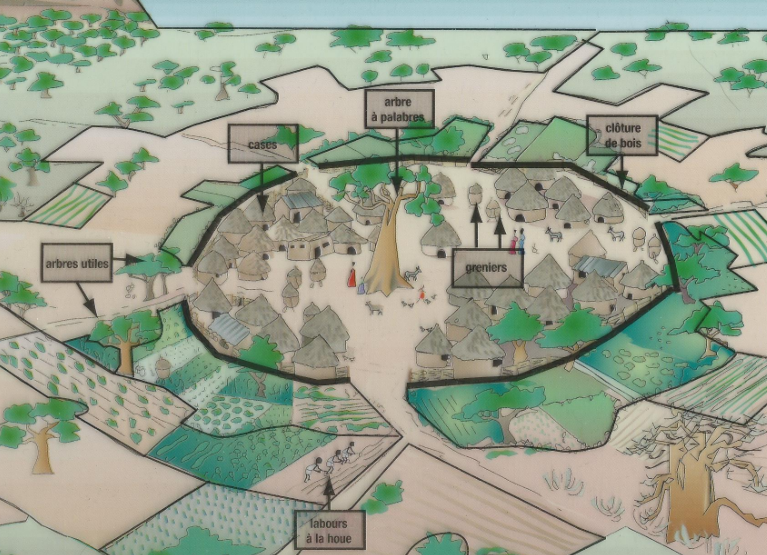 arbre
à palabres
cases
clôture
de bois
arbres utiles
greniers
labours
à la houe